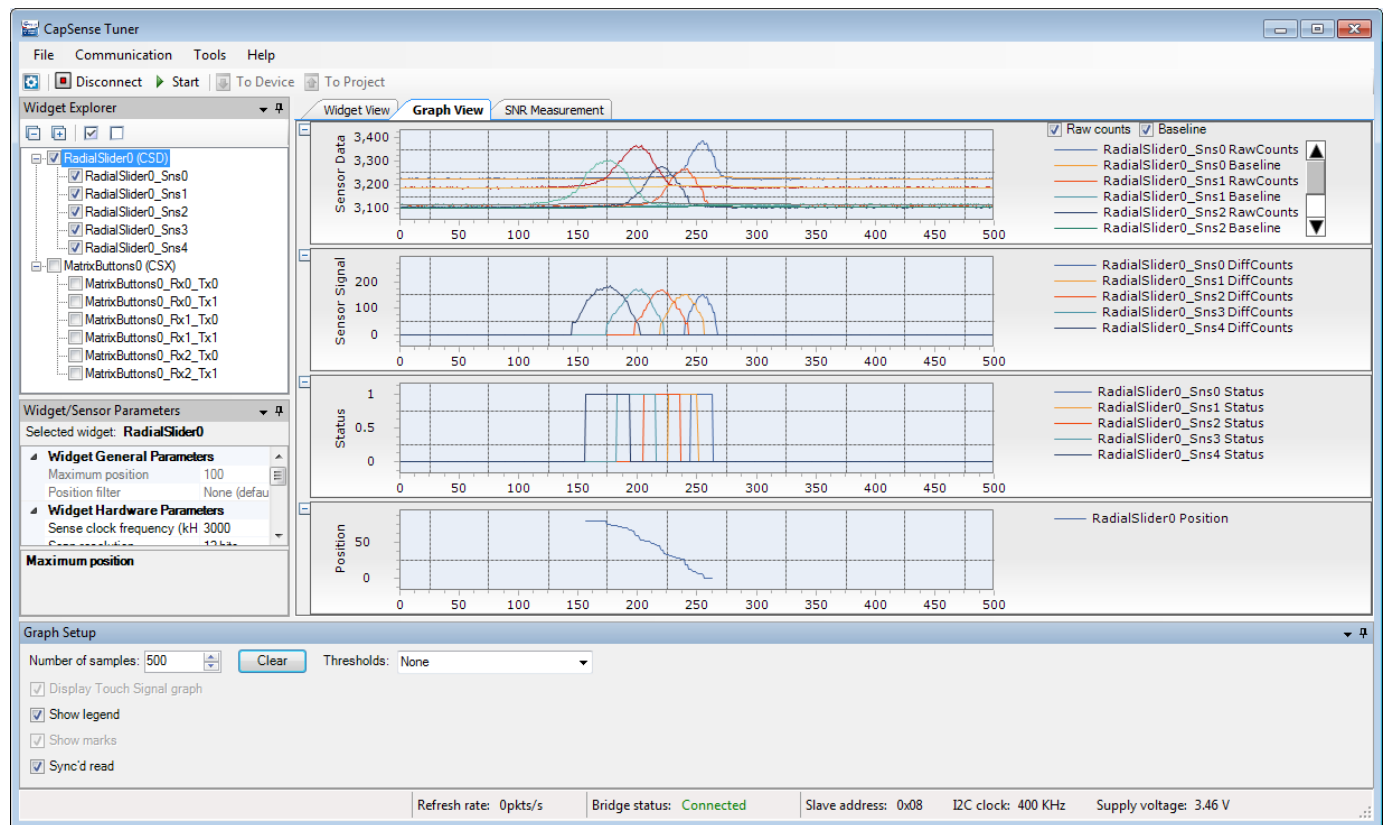 CapSense Tuner
File Communication Tools Help
Disconnect Start To Device To Project
Widget Explorer
RadialSlider0 (CSD)
RadialSlider0_Sns0
RadialSlider0_Sns1
RadialSlider0_Sns2
RadialSlider0_Sns3
RadialSlider0_Sns4
MatrixButtons0 (CSX)
MatrixButtons0_Rx0_Tx0
MatrixButtons0_Rx0_Tx1
MatrixButtons0_Rx1_Tx0
MatrixButtons0_Rx1_Tx1
MatrixButtons0_Rx2_Tx0
MatrixButtons0_Rx2_Tx1
Widget/Sensor Parameters
Selected widget: RadialSlider0
Widget General Parameters
Maximum position 100
Position filter None (defau
Widget Hardware Parameters
Sense clock frequency (kH 3000
Scan resolution 12 bits
Maximum position
Widget View Graph View SNR Measurement
Sensor Data
3,400
3,300
3,200
3,100
0 50 100 150 200 250 300 350 400 450 500
Raw counts Baseline
RadialSlider0_Sns0 RawCounts
RadialSlider0_Sns0 Baseline
RadialSlider0_Sns1 RawCounts
RadialSlider0_Sns1 Baseline
RadialSlider0_Sns2 RawCounts
RadialSlider0_Sns2 Baseline
Sensor Signal
200
100
0
0 50 100 150 200 250 300 350 400 450 500
RadialSlider0_Sns0 DiffCounts
RadialSlider0_Sns1 DiffCounts
RadialSlider0_Sns2 DiffCounts
RadialSlider0_Sns3 DiffCounts
RadialSlider0_Sns4 DiffCounts
Status
1
0.5
0
0 50 100 150 200 250 300 350 400 450 500
RadialSlider0_Sns0 Status
RadialSlider0_Sns1 Status
RadialSlider0_Sns2 Status
RadialSlider0_Sns3 Status
RadialSlider0_Sns4 Status
Position
50
0
0 50 100 150 200 250 300 350 400 450 500
RadialSlider0 Position
Graph Setup
Number of samples: 500 Clear Thresholds: None
Display Touch Signal graph
Show legend
Show marks
Sync'd read
Refresh rate: 0pkts/s Bridge status: Connected Slave address: 0x08 I2C clock: 400 KHz Supply voltage: 3.46 V